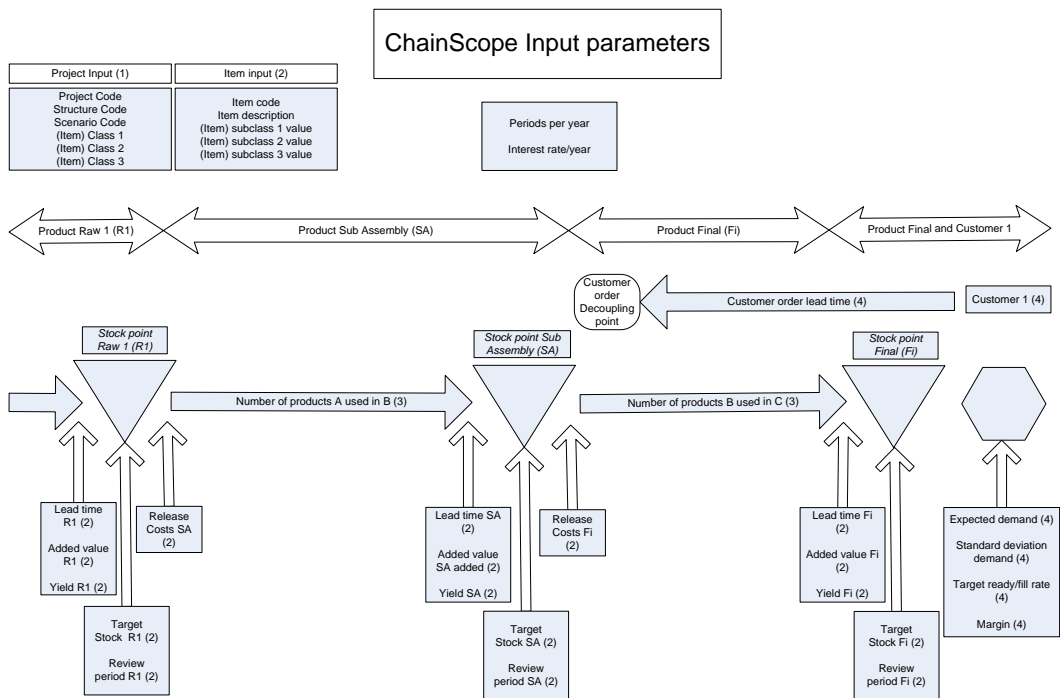 ChainScope Input parameters
Project Input (1)
Item input (2)
Project Code
Structure Code
Scenario Code
(Item) Class 1
(Item) Class 2
(Item) Class 3
Item code
Item description
(Item) subclass 1 value
(Item) subclass 2 value
(Item) subclass 3 value
Periods per year
Interest rate/year
Product Raw 1 (R1)
Product Sub Assembly (SA)
Product Final (Fi)
Product Final and Customer 1
Customer
order
Decoupling
point
Customer order lead time (4)
Customer 1 (4)
Stock point
Raw 1 (R1)
Stock point Sub
Assembly (SA)
Stock point
Final (Fi)
Number of products A used in B (3)
Number of products B used in C (3)
Lead time
R1 (2)
Added value
R1 (2)
Yield R1 (2)
Release
Costs SA
(2)
Lead time SA
(2)
Added value
SA added (2)
Yield SA (2)
Release
Costs Fi
(2)
Lead time Fi
(2)
Added value Fi
(2)
Yield Fi (2)
Expected demand (4)
Standard deviation
demand (4)
Target ready/fill rate
(4)
Margin (4)
Target
Stock R1 (2)
Review
period R1 (2)
Target
Stock SA (2)
Review
period SA (2)
Target
Stock Fi (2)
Review
period Fi (2)